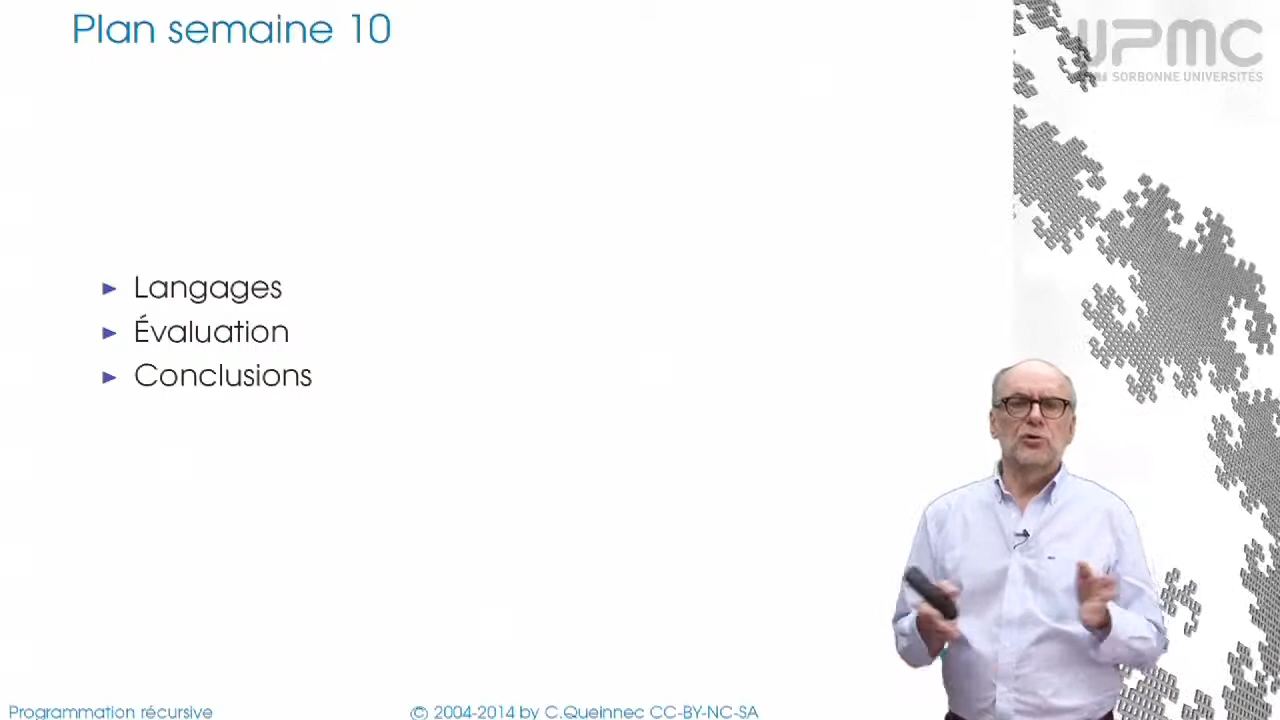 Plan semaine 10
UPMC
SORBONNE UNIVERSITÉS
Langages
Évaluation
Conclusions
Programmation récursive
© 2004-2014 by C.Queinnec CC-BY-NC-SA